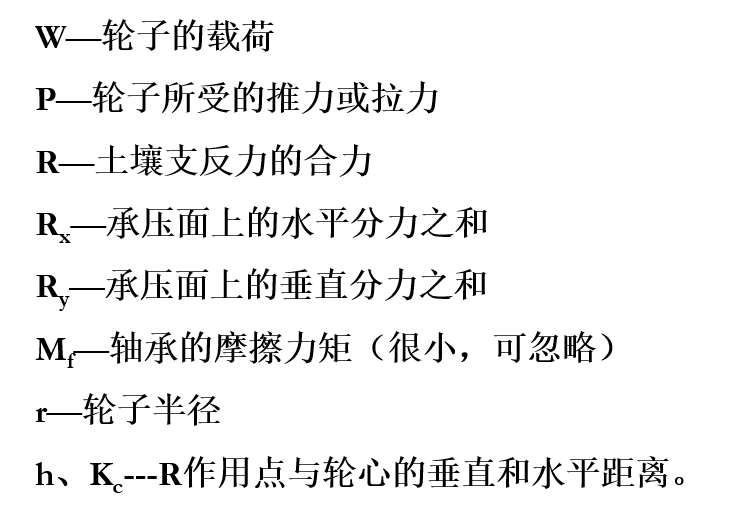 W—轮子的载荷
P—轮子所受的推力或拉力
R—土壤支反力的合力
Rx—承压面上的水平分力之和
Ry—承压面上的垂直分力之和
Mf—轴承的摩擦力矩（很小，可忽略）
r—轮子半径
h、Kc---R作用点与轮心的垂直和水平距离。